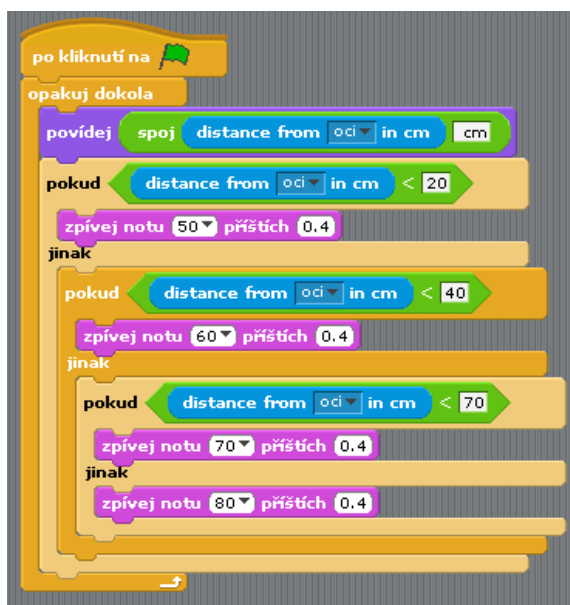 po kliknutí na
opakuj dokola
povídej spoj distance from oci in cm cm
pokud distance from oci in cm < 20
zpívej notu 50 příštích 0.4
jinak
pokud distance from oci in cm < 40
zpívej notu 60 příštích 0.4
jinak
pokud distance from oci in cm < 70
zpívej notu 70 příštích 0.4
jinak
zpívej notu 80 příštích 0.4